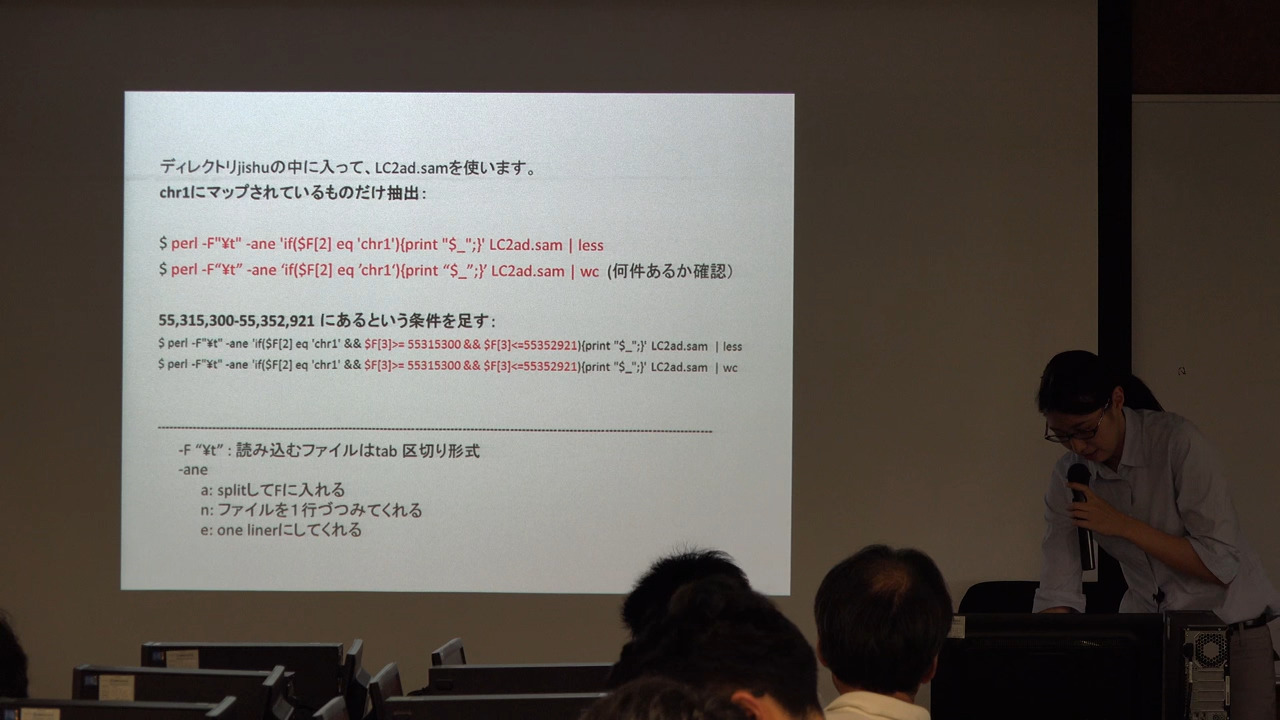 ディレクトリjishuの中に入って、LC2ad.samを使います。
chr1にマップされているものだけ抽出：
$ perl -F"¥t" -ane 'if($F[2] eq 'chr1'){print "$_";}' LC2ad.sam | less
$ perl -F“¥t” -ane ‘if($F[2] eq ’chr1‘){print “$_”;}’ LC2ad.sam | wc (何件あるか確認）
55,315,300-55,352,921 にあるという条件を足す：
$ perl -F"¥t" -ane 'if($F[2] eq 'chr1' && $F[3]>= 55315300 && $F[3]<=55352921){print "$_";}' LC2ad.sam | less
$ perl -F"¥t" -ane 'if($F[2] eq 'chr1' && $F[3]>= 55315300 && $F[3]<=55352921){print "$_";}' LC2ad.sam | wc
-F “¥t” : 読み込むファイルはtab 区切り形式
-ane
a: splitしてFに入れる
n: ファイルを１行づつみてくれる
e: one linerにしてくれる